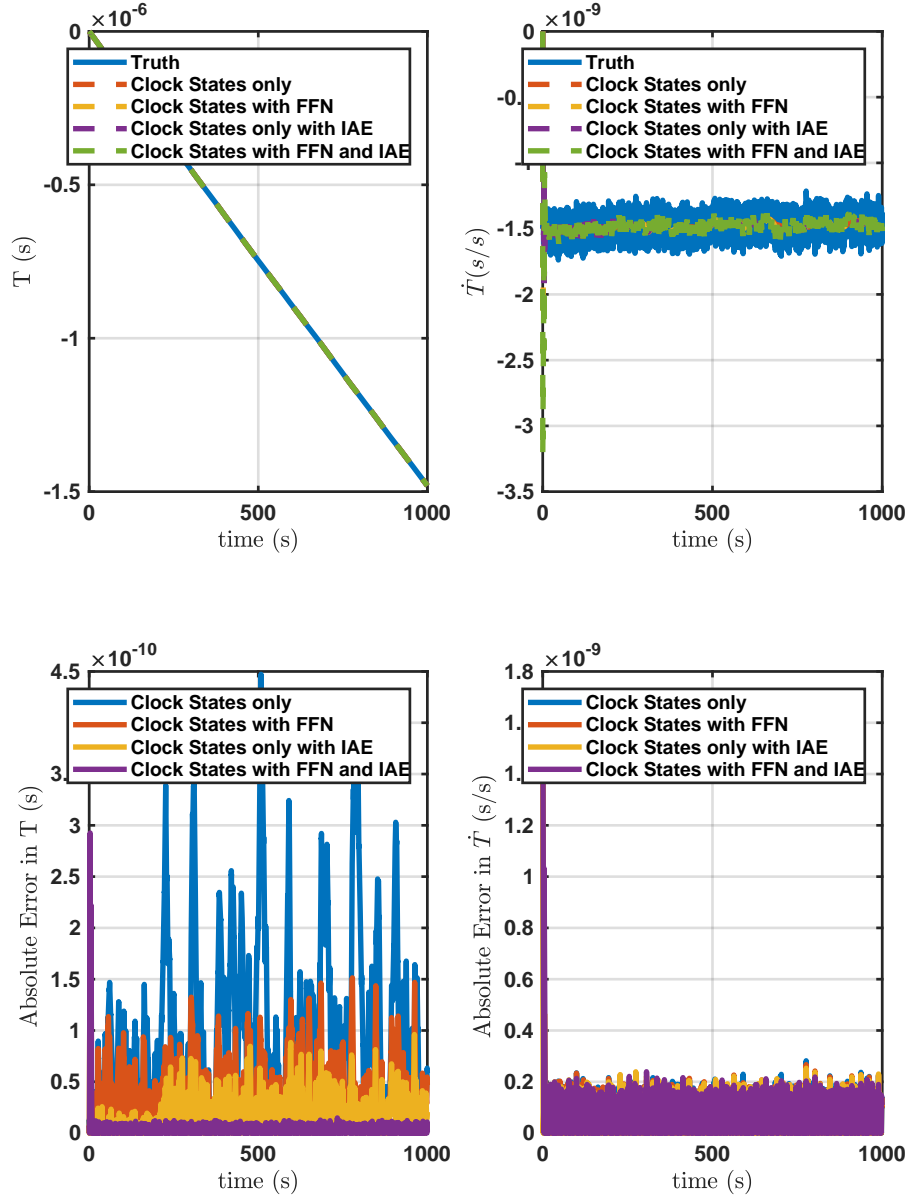 ×10-6
0
-0.5
-1
-1.5
T (s)
0
500
1000
time (s)
Truth
Clock States only
Clock States with FFN
Clock States only with IAE
Clock States with FFN and IAE
×10-9
0
-0.
-1.5
-2
-2.5
-3
-3.5
Ṫ(s/s)
0
500
1000
time (s)
Truth
Clock States only
Clock States with FFN
Clock States only with IAE
Clock States with FFN and IAE
×10-10
4.5
3.
3
2.5
2
1.5
1
0.5
0
Absolute Error in T (s)
0
500
1000
time (s)
Clock States only
Clock States with FFN
Clock States only with IAE
Clock States with FFN and IAE
×10-9
1.8
1.
1.
1.2
1
0.8
0.6
0.4
0.2
0
Absolute Error in Ṫ (s/s)
0
500
1000
time (s)
Clock States only
Clock States with FFN
Clock States only with IAE
Clock States with FFN and IAE